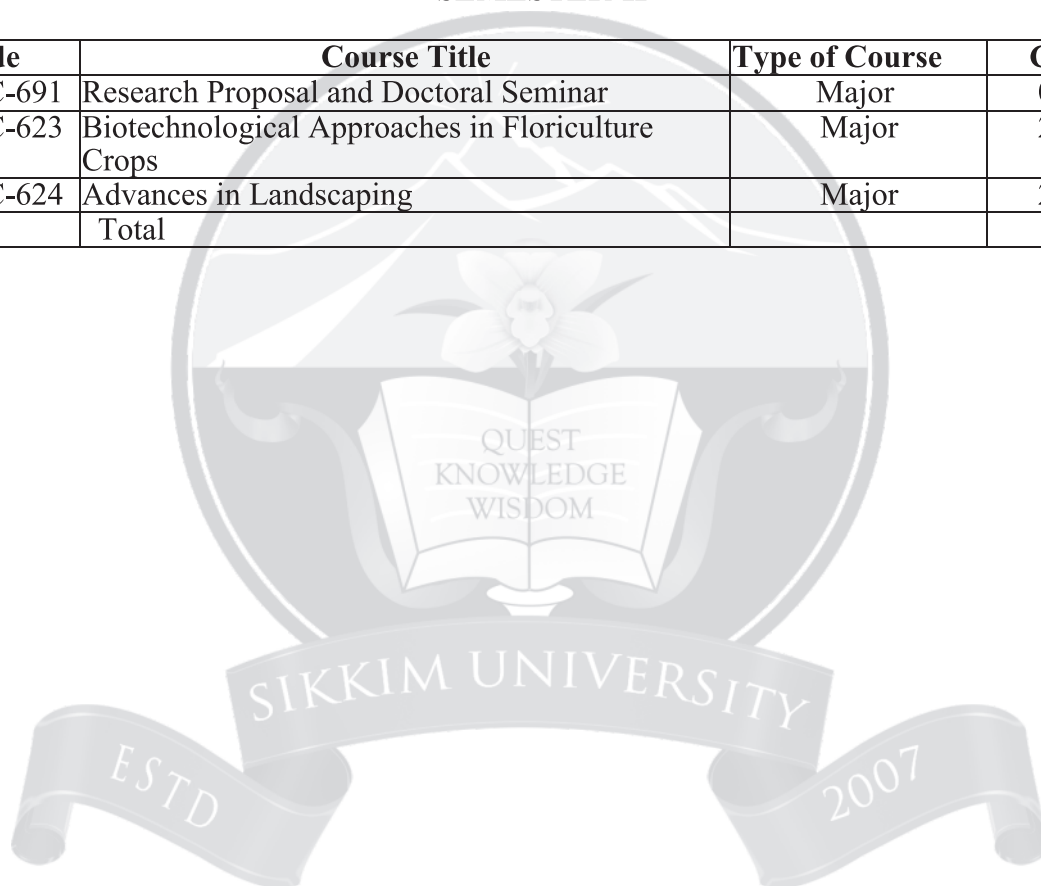 Course Title Type of Course
-691 Research Proposal and Doctoral Seminar Major
-623 Biotechnological Approaches in Floriculture Major
Crops
-624 Advances in Landscaping Major
Total
QUEST
KNOWLEDGE
WISDOM
SIKKIM UNIVERSITY
ESTD 2007